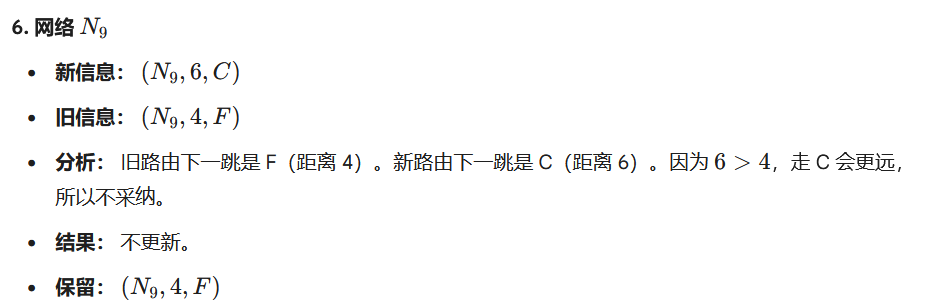 6. 网络 N₉
• 新信息： (N₉, 6, C)
• 旧信息： (N₉, 4, F)
• 分析： 旧路由下一跳是 F（距离 4）。新路由下一跳是 C（距离 6）。因为 6 > 4，走 C 会更远，
所以不采纳。
• 结果： 不更新。
• 保留： (N₉, 4, F)